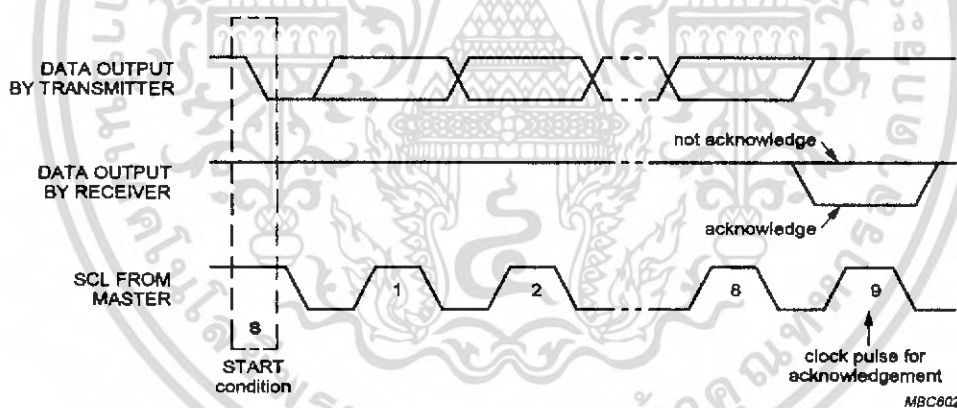 DATA OUTPUT
BY TRANSMITTER
not acknowledge
DATA OUTPUT
BY RECEIVER
acknowledge
SCL FROM
MASTER
1
2
8
9
S
START
condition
clock pulse for
acknowledgement
MBC602